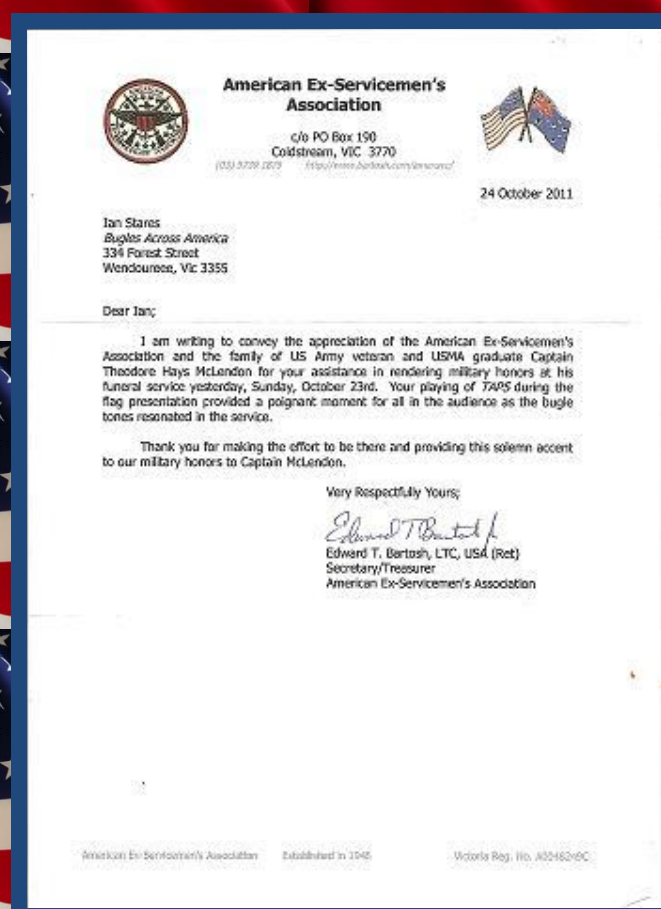 American Ex-Servicemen's
Association
c/o PO Box 190
Coldstream, VIC 3770
24 October 2011
Ian Stares
Bugles Across America
334 Forest Street
Wendouree, Vic 3355
Dear Ian;
I am writing to convey the appreciation of the American Ex-Servicemen's
Association and the family of US Army veteran and USMA graduate Captain
Theodore Hays McLendon for your assistance in rendering military honors at his
funeral service yesterday, Sunday, October 23rd. Your playing of TAPS during the
flag presentation provided a poignant moment for all in the audience as the bugle
tones resonated in the service.
Thank you for making the effort to be there and providing this solemn accent
to our military honors to Captain McLendon.
Very Respectfully Yours;
Edward T. Bartosh, LTC, USA (Ret)
Secretary/Treasurer
American Ex-Servicemen's Association
American Ex-Servicemen's Association Established in
Victoria Reg. No.